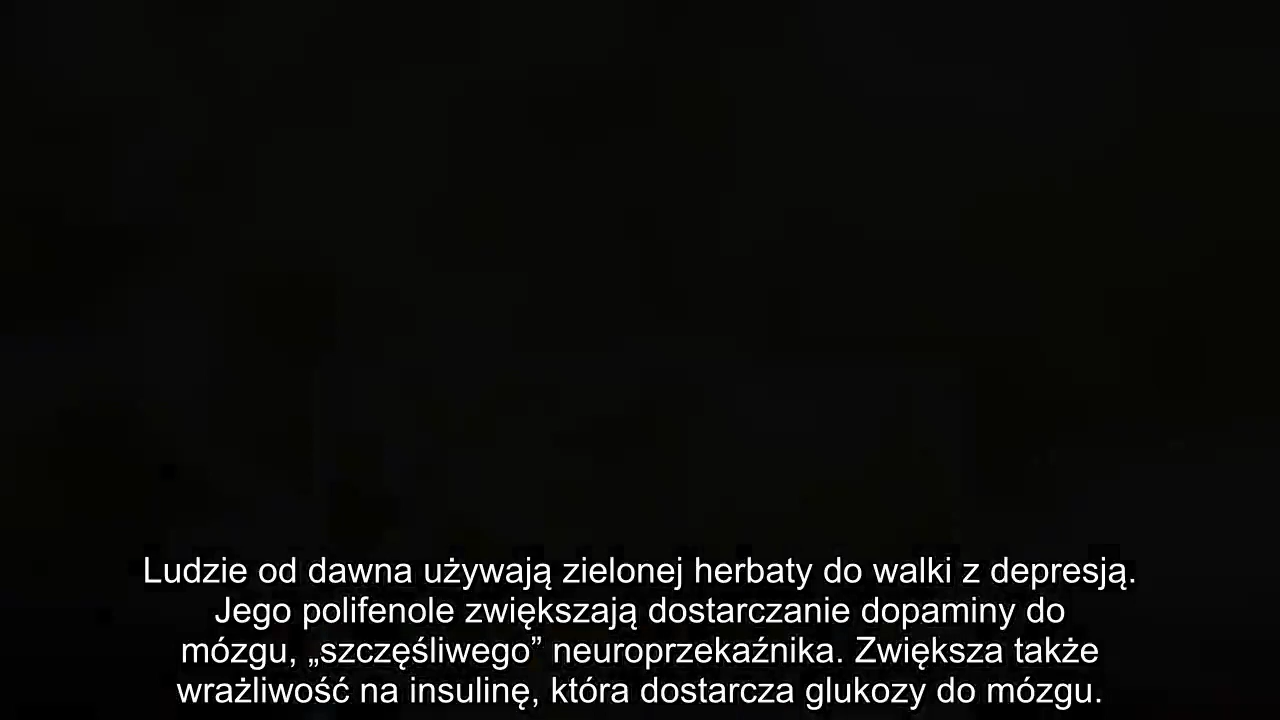 Ludzie od dawna używają zielonej herbaty do walki z depresją.
Jego polifenole zwiększają dostarczanie dopaminy do
mózgu, „szczęśliwego” neuroprzekaźnika. Zwiększa także
wrażliwość na insulinę, która dostarcza glukozy do mózgu.